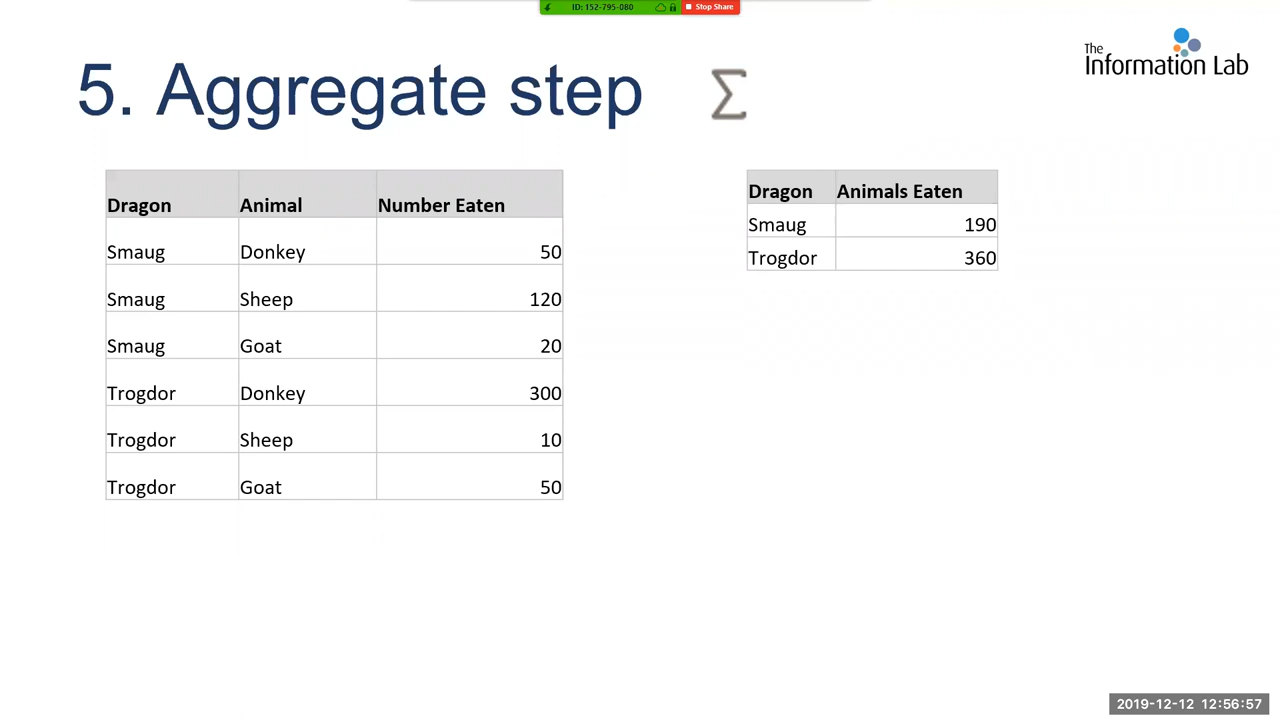 ID: 152-795-080 Stop Share
The
Information Lab
5. Aggregate step Σ
Dragon Animal Number Eaten
Smaug Donkey 50
Smaug Sheep 120
Smaug Goat 20
Trogdor Donkey 300
Trogdor Sheep 10
Trogdor Goat 50
Dragon Animals Eaten
Smaug 190
Trogdor 360
2019-12-12 12:56:57